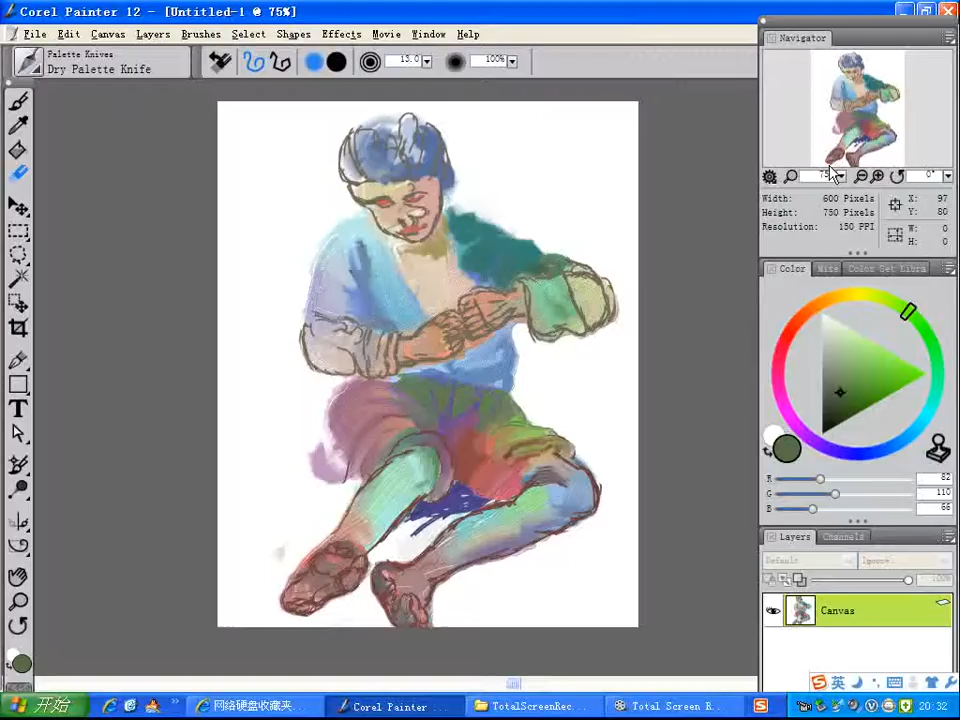 Corel Painter 12 - [Untitled-1 @ 75%]
File Edit Canvas Layers Brushes Select Shapes Effects Movie Window Help
Palette Knives
Dry Palette Knife
13.0
100%
Navigator
0°
Width: 600 Pixels
Height: 750 Pixels
Resolution: 150 PPI
X: 97
Y: 80
W: 0
H: 0
Color Mixe Color Set Libra
R 82
G 110
B 66
Layers Channels
Default Ignore
100%
Canvas
英
开始
网络硬盘收藏夹...
Corel Painter ...
TotalScreenRec...
Total Screen R...
20:32